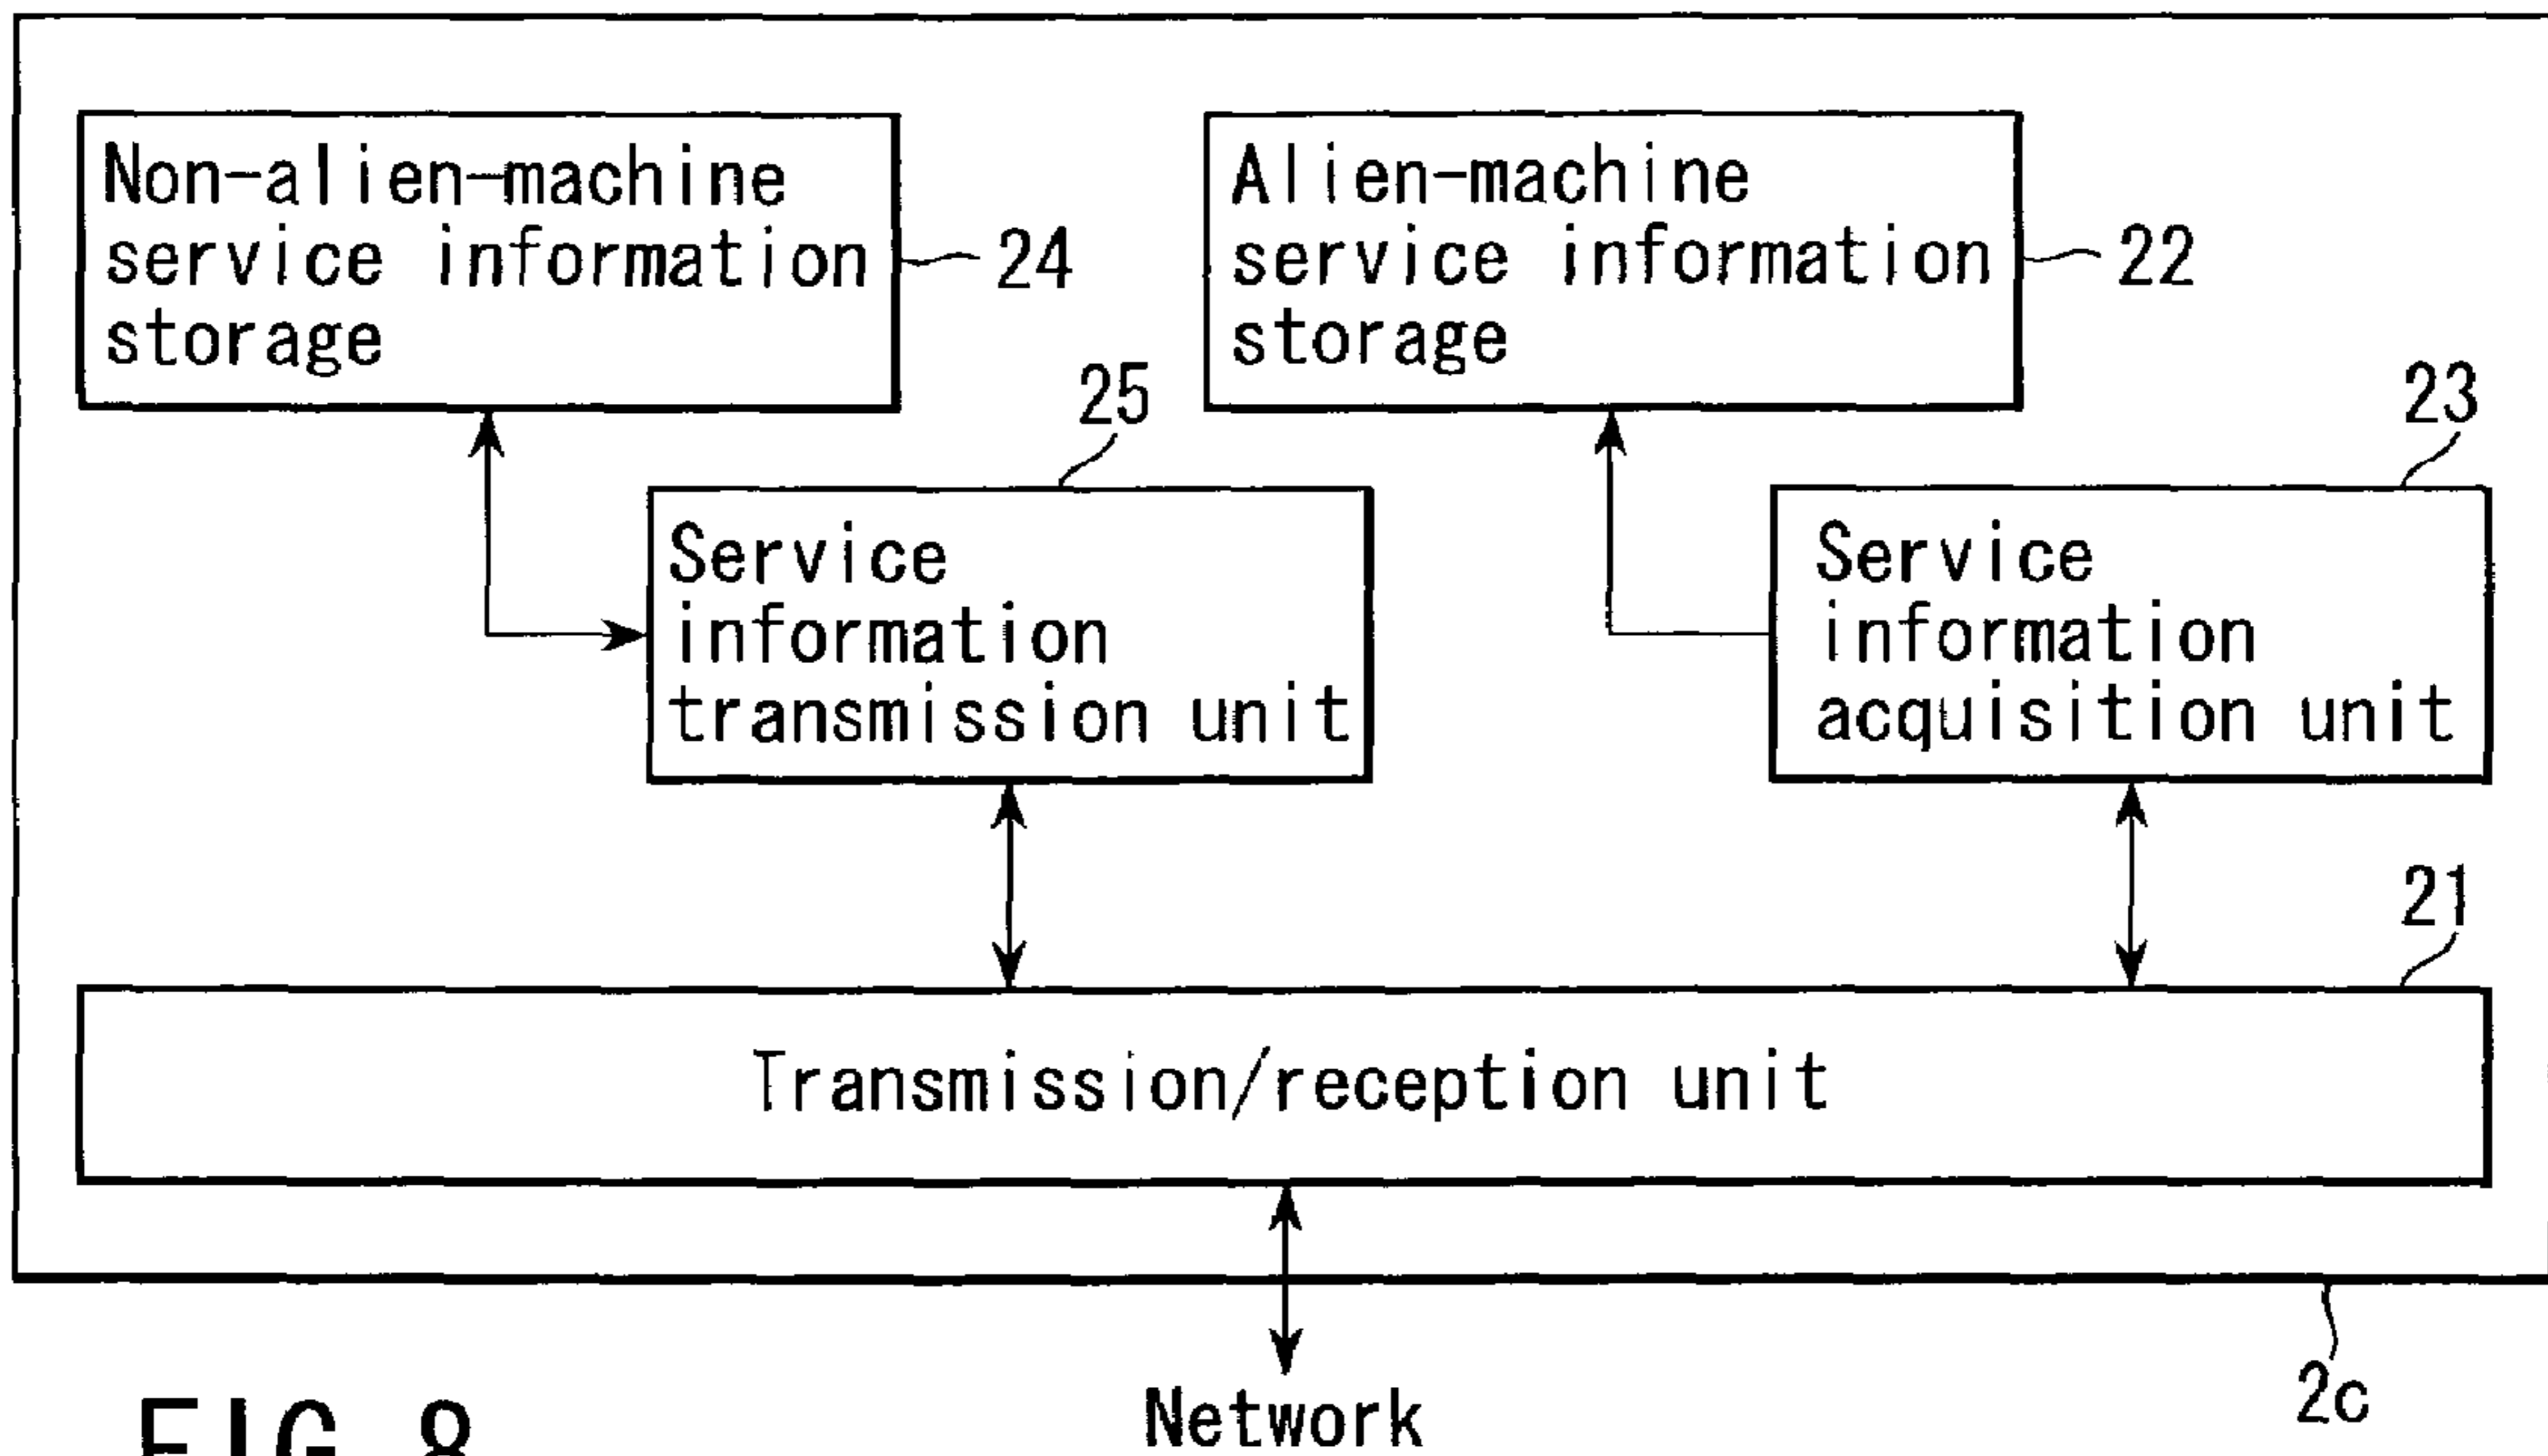 Non-alien-machine
service information
storage
24
Alien-machine
service information
storage
22
25
23
Service
information
transmission unit
Service
information
acquisition unit
21
Transmission/reception unit
2c
Network
FIG. 8